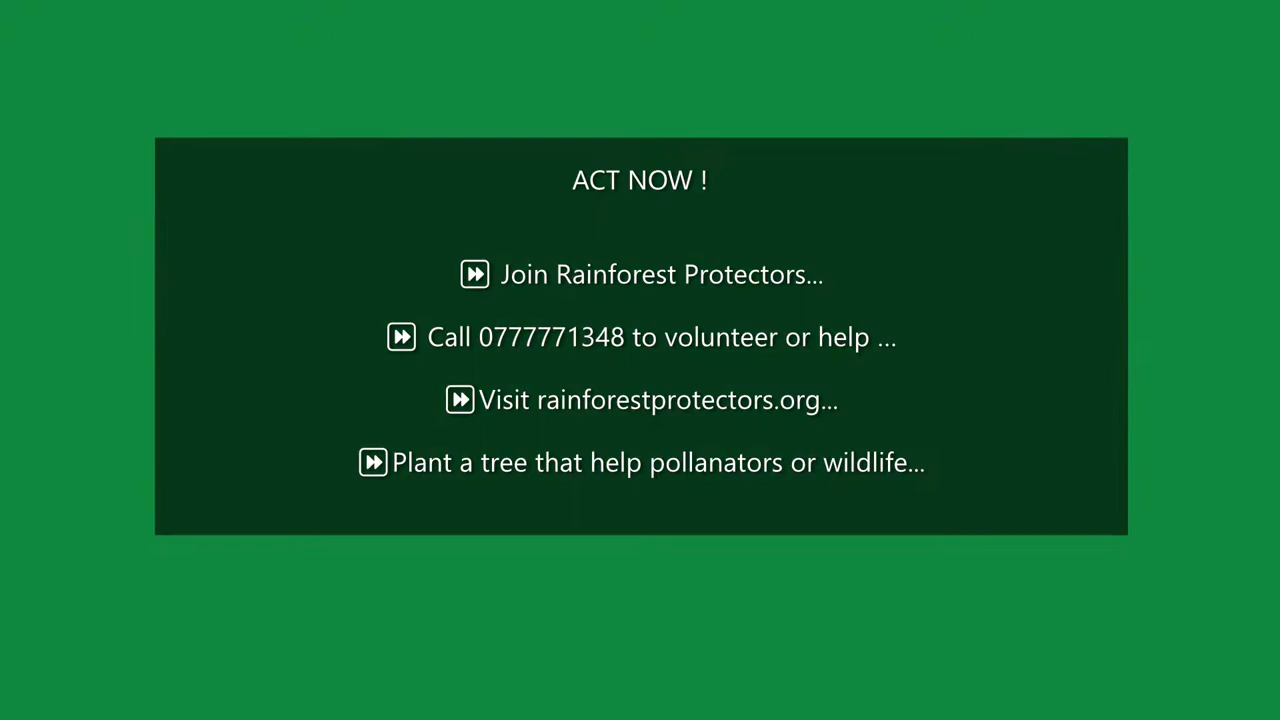 ACT NOW !
⏩ Join Rainforest Protectors...
⏩ Call 0777771348 to volunteer or help ...
⏩Visit rainforestprotectors.org...
⏩Plant a tree that help pollanators or wildlife...